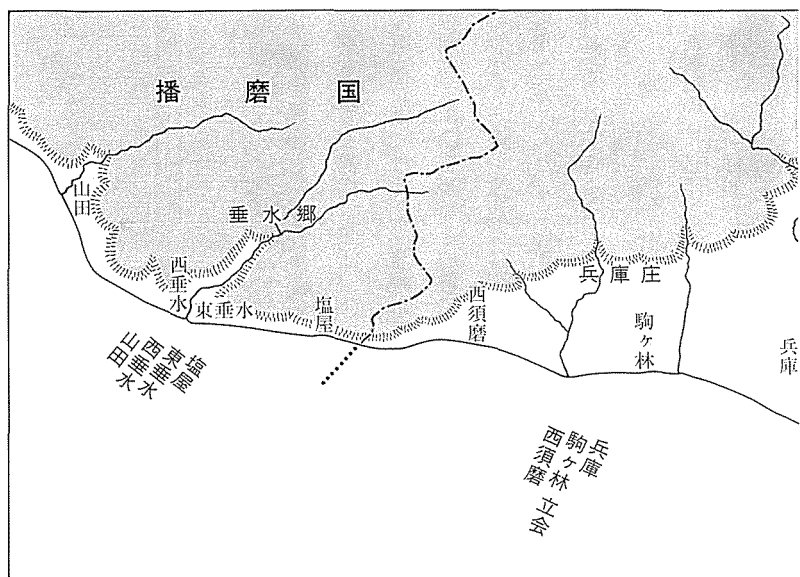 播磨国
山田
垂水郷
西垂水
東垂水
塩屋
西須磨
兵庫庄
駒ヶ林
兵庫
塩屋
東垂水
西垂水
山田
兵庫
駒ヶ林 立会
西須磨